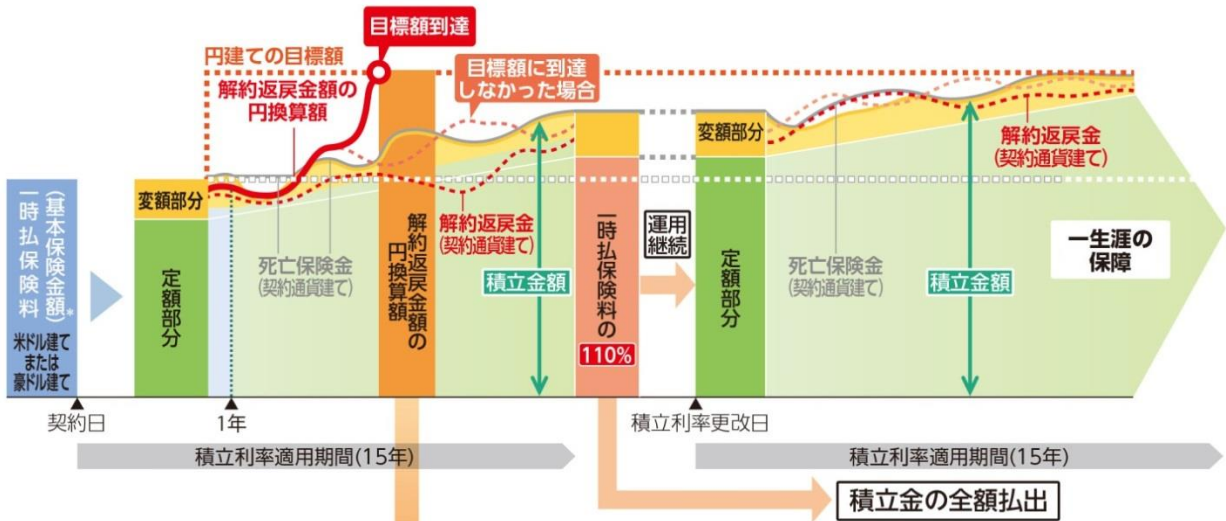 目標額到達
円建ての目標額
解約返戻金額の
円換算額
目標額に到達
しなかった場合
一時払保険料
(基本保険金額)*
米ドル建て
または
豪ドル建て
変額部分
定額部分
死亡保険金
(契約通貨建て)
解約返戻金額の
円換算額
解約返戻金
(契約通貨建て)
積立金額
一時払保険料の
110%
運用
継続
変額部分
定額部分
死亡保険金
(契約通貨建て)
積立金額
解約返戻金
(契約通貨建て)
一生涯の
保障
契約日
1年
積立利率更改日
積立利率適用期間(15年)
積立利率適用期間(15年)
積立金の全額払出